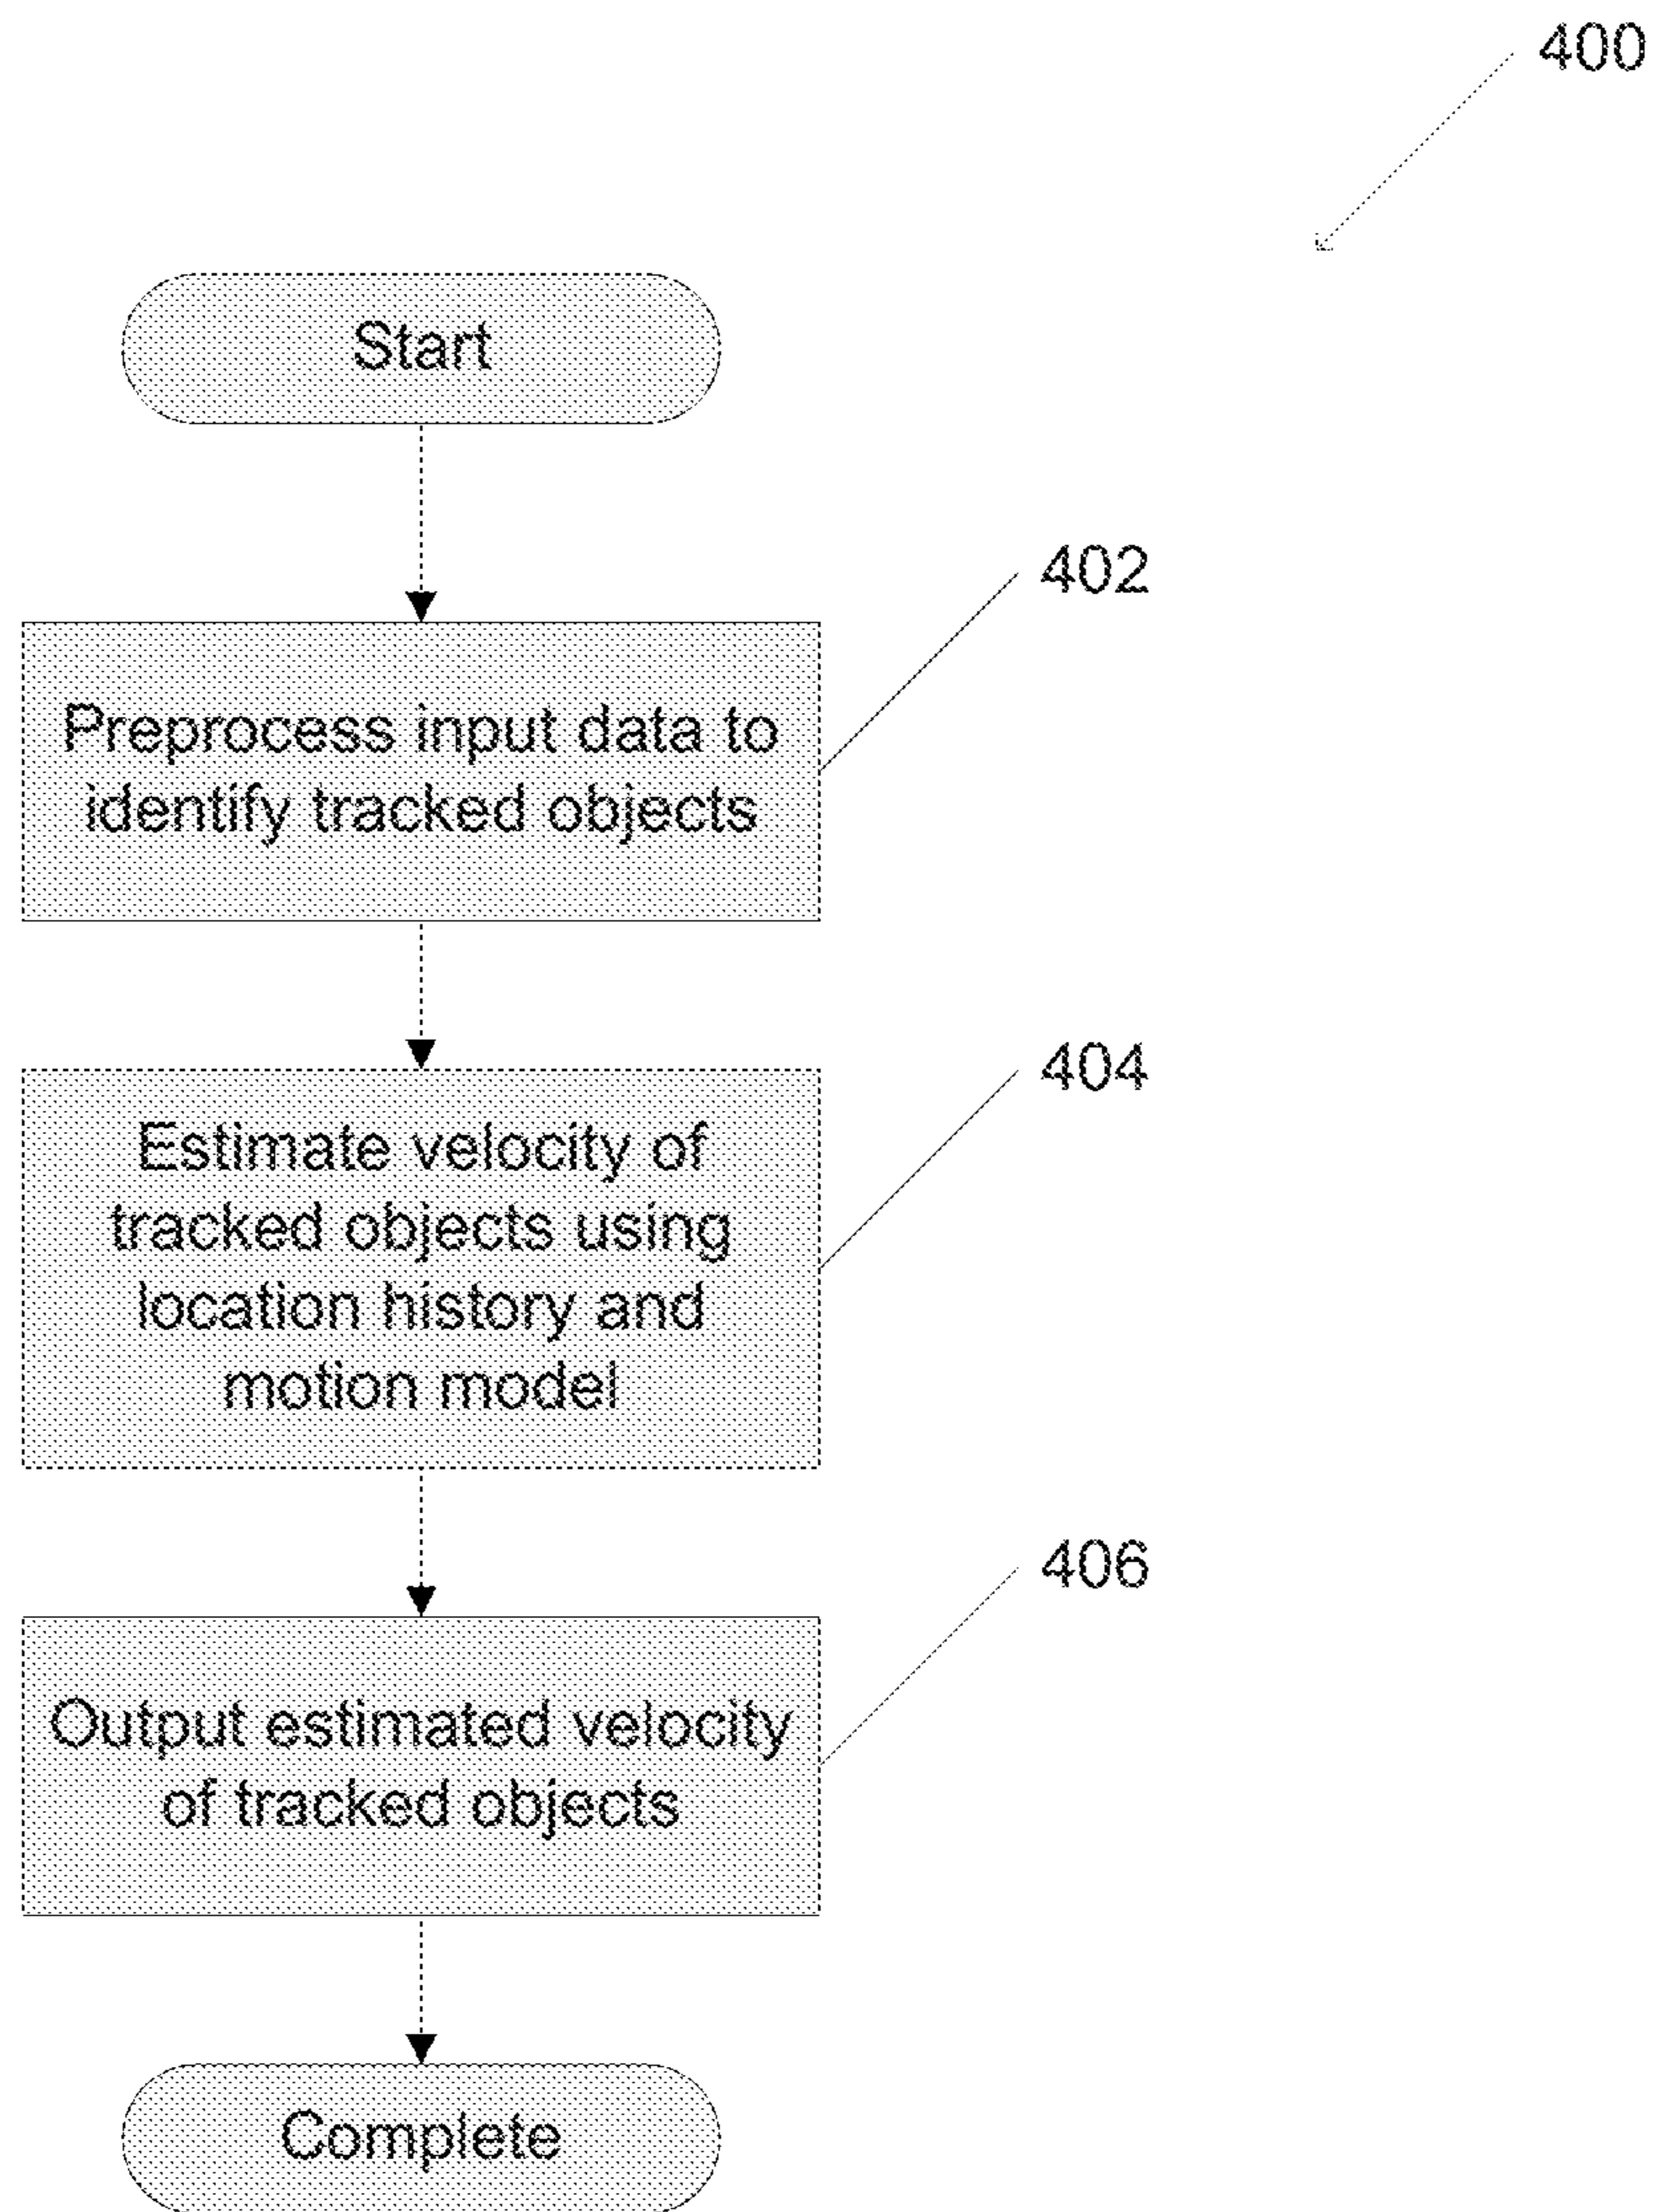 400
Start
402
Preprocess input data to
identify tracked objects
404
Estimate velocity of
tracked objects using
location history and
motion model
406
Output estimated velocity
of tracked objects
Complete